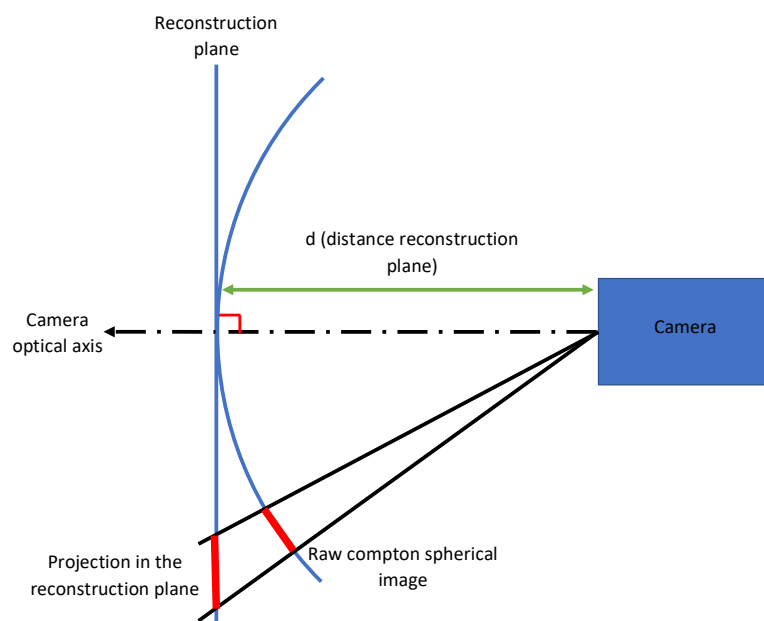 Reconstruction
plane
d (distance reconstruction
plane)
Camera
optical axis
Camera
Projection in the
reconstruction plane
Raw compton spherical
image